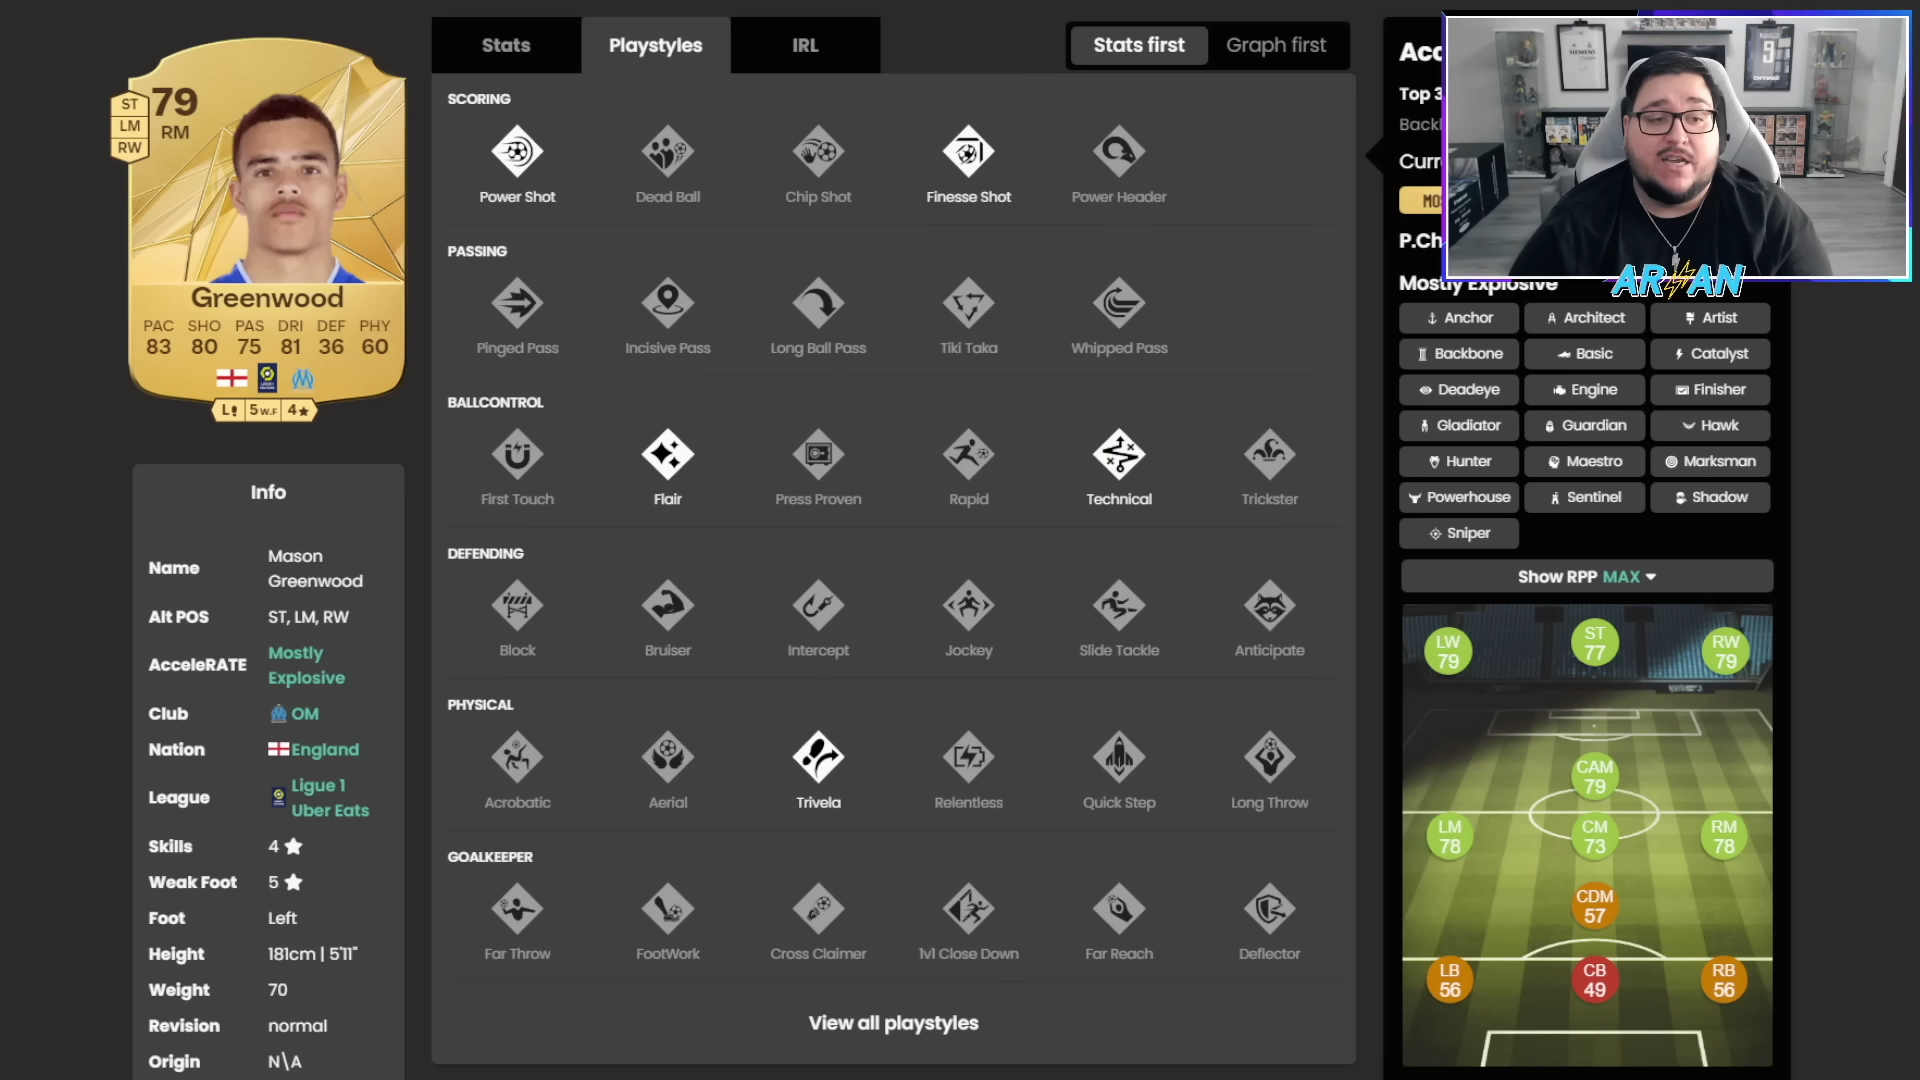 Stats
Playstyles
IRL
Stats first
Graph first
79
RM
ST
LM
RW
Greenwood
PAC SHO PAS DRI DEF PHY
83 80 75 81 36 60
L 5 W.F 4★
Info
Name Mason Greenwood
Alt POS ST, LM, RW
AcceleRATE Mostly Explosive
Club OM
Nation England
League Ligue 1 Uber Eats
Skills 4 ★
Weak Foot 5 ★
Foot Left
Height 181cm | 5'11"
Weight 70
Revision normal
Origin N\A
SCORING
Power Shot Dead Ball Chip Shot Finesse Shot Power Header
PASSING
Pinged Pass Incisive Pass Long Ball Pass Tiki Taka Whipped Pass
BALLCONTROL
First Touch Flair Press Proven Rapid Technical Trickster
DEFENDING
Block Bruiser Intercept Jockey Slide Tackle Anticipate
PHYSICAL
Acrobatic Aerial Trivela Relentless Quick Step Long Throw
GOALKEEPER
Far Throw FootWork Cross Claimer 1v1 Close Down Far Reach Deflector
View all playstyles
Top 3
P.Ch
Mostly Explosive
ARAN
Anchor Architect Artist
Backbone Basic Catalyst
Deadeye Engine Finisher
Gladiator Guardian Hawk
Hunter Maestro Marksman
Powerhouse Sentinel Shadow
Sniper
Show RPP MAX
LW 79
ST 77
RW 79
CAM 79
LM 78
CM 73
RM 78
CDM 57
LB 56
CB 49
RB 56